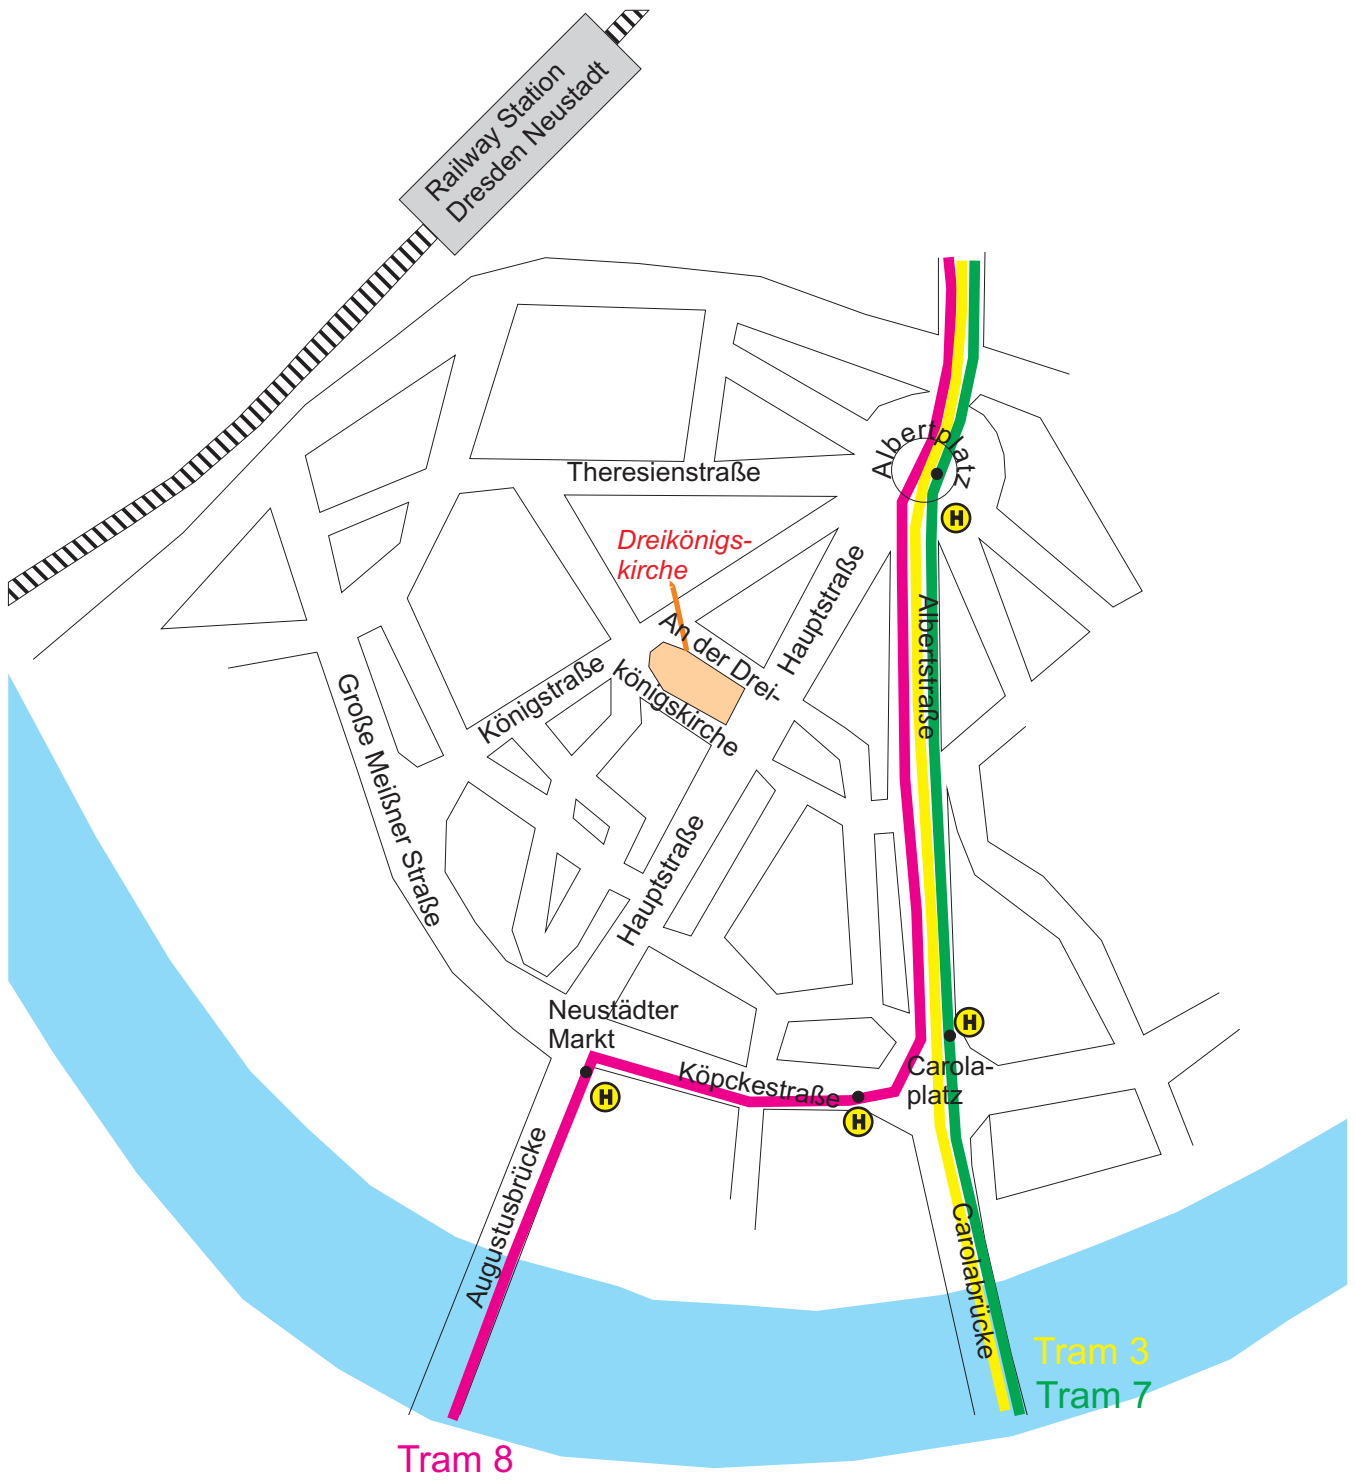 Railway Station
Dresden Neustadt
Albertplatz
Theresienstraße
H
Dreikönigs-
kirche
Hauptstraße
An der Drei-
königskirche
Albertstraße
Königstraße
Große Meißner Straße
Hauptstraße
Neustädter
Markt
H
Carola-
platz
Köpckestraße
H
H
Augustusbrücke
Carolabrücke
Tram 3
Tram 7
Tram 8